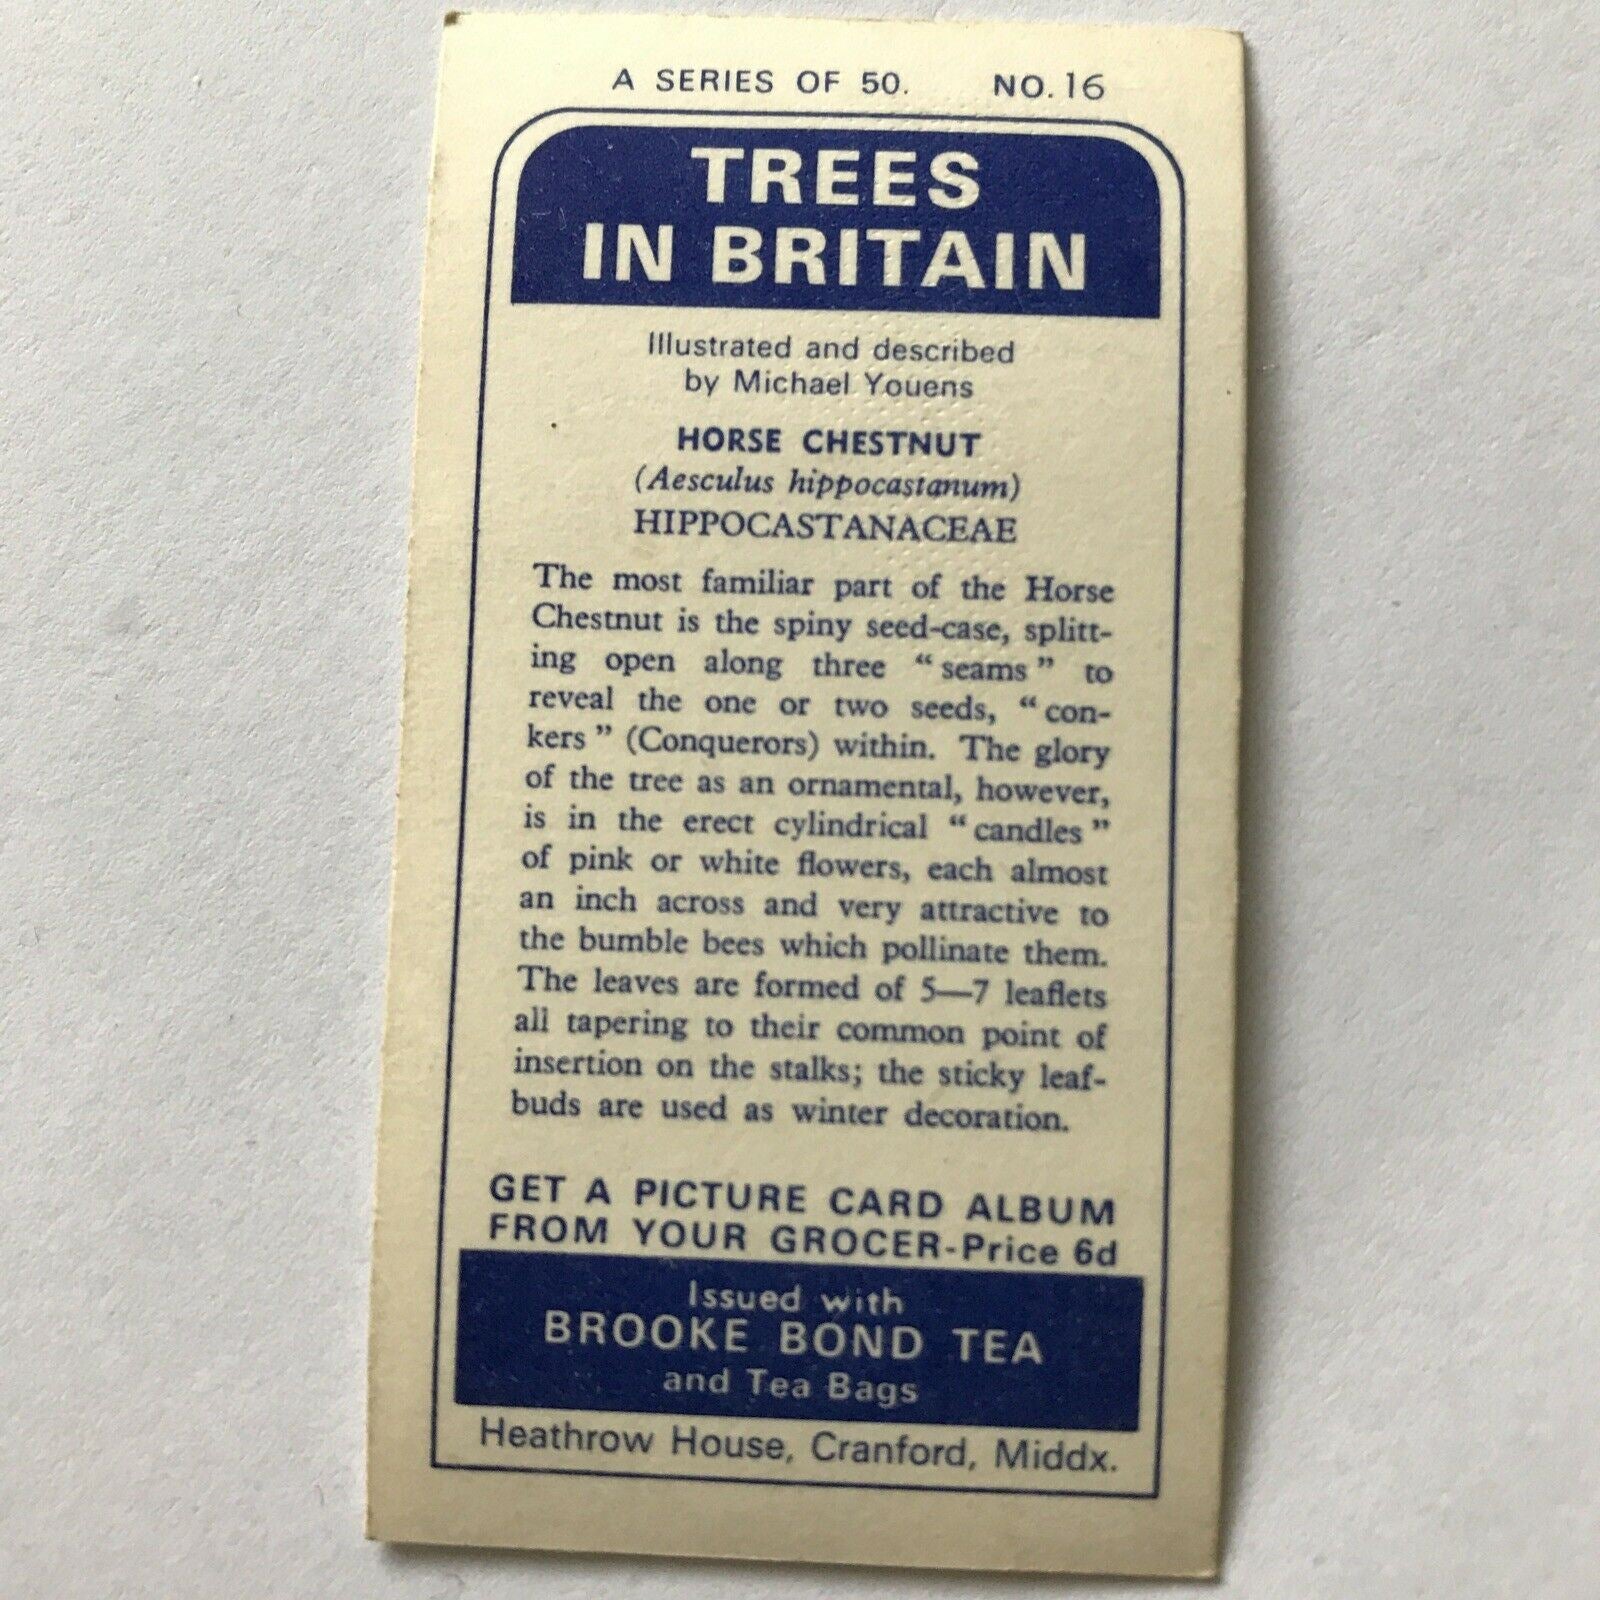 A SERIES OF 50. NO. 16
TREES
IN BRITAIN
Illustrated and described
by Michael Youens
HORSE CHESTNUT
(Aesculus hippocastanum)
HIPPOCASTANACEAE
The most familiar part of the Horse
Chestnut is the spiny seed-case, splitt-
ing open along three “seams” to
reveal the one or two seeds, “con-
kers” (Conquerors) within. The glory
of the tree as an ornamental, however,
is in the erect cylindrical “candles”
of pink or white flowers, each almost
an inch across and very attractive to
the bumble bees which pollinate them.
The leaves are formed of 5—7 leaflets
all tapering to their common point of
insertion on the stalks; the sticky leaf-
buds are used as winter decoration.
GET A PICTURE CARD ALBUM
FROM YOUR GROCER-Price 6d
Issued with
BROOKE BOND TEA
and Tea Bags
Heathrow House, Cranford, Middx.